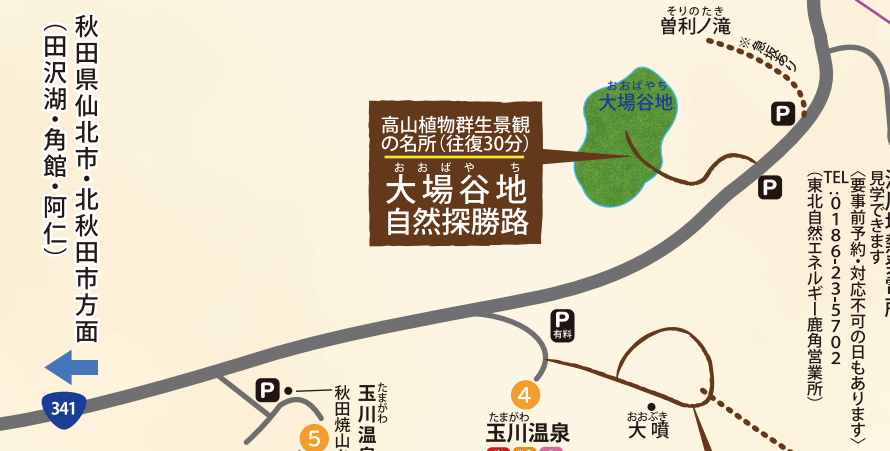 秋田県仙北市・北秋田市方面
(田沢湖・角館・阿仁)
341
高山植物群生景観
の名所(往復30分)
おおばやち
大場谷地
自然探勝路
おおばやち
大場谷地
そりのたき
曽利ノ滝
※急坂あり
P
P
見学できます
〈要事前予約・対応不可の日もあります〉
TEL:0186-23-5702
(東北自然エネルギー鹿角営業所)
P
有料
4
たまがわ
玉川温泉
おおぶき
大噴
P
たまがわ
玉川温
秋田焼山
5